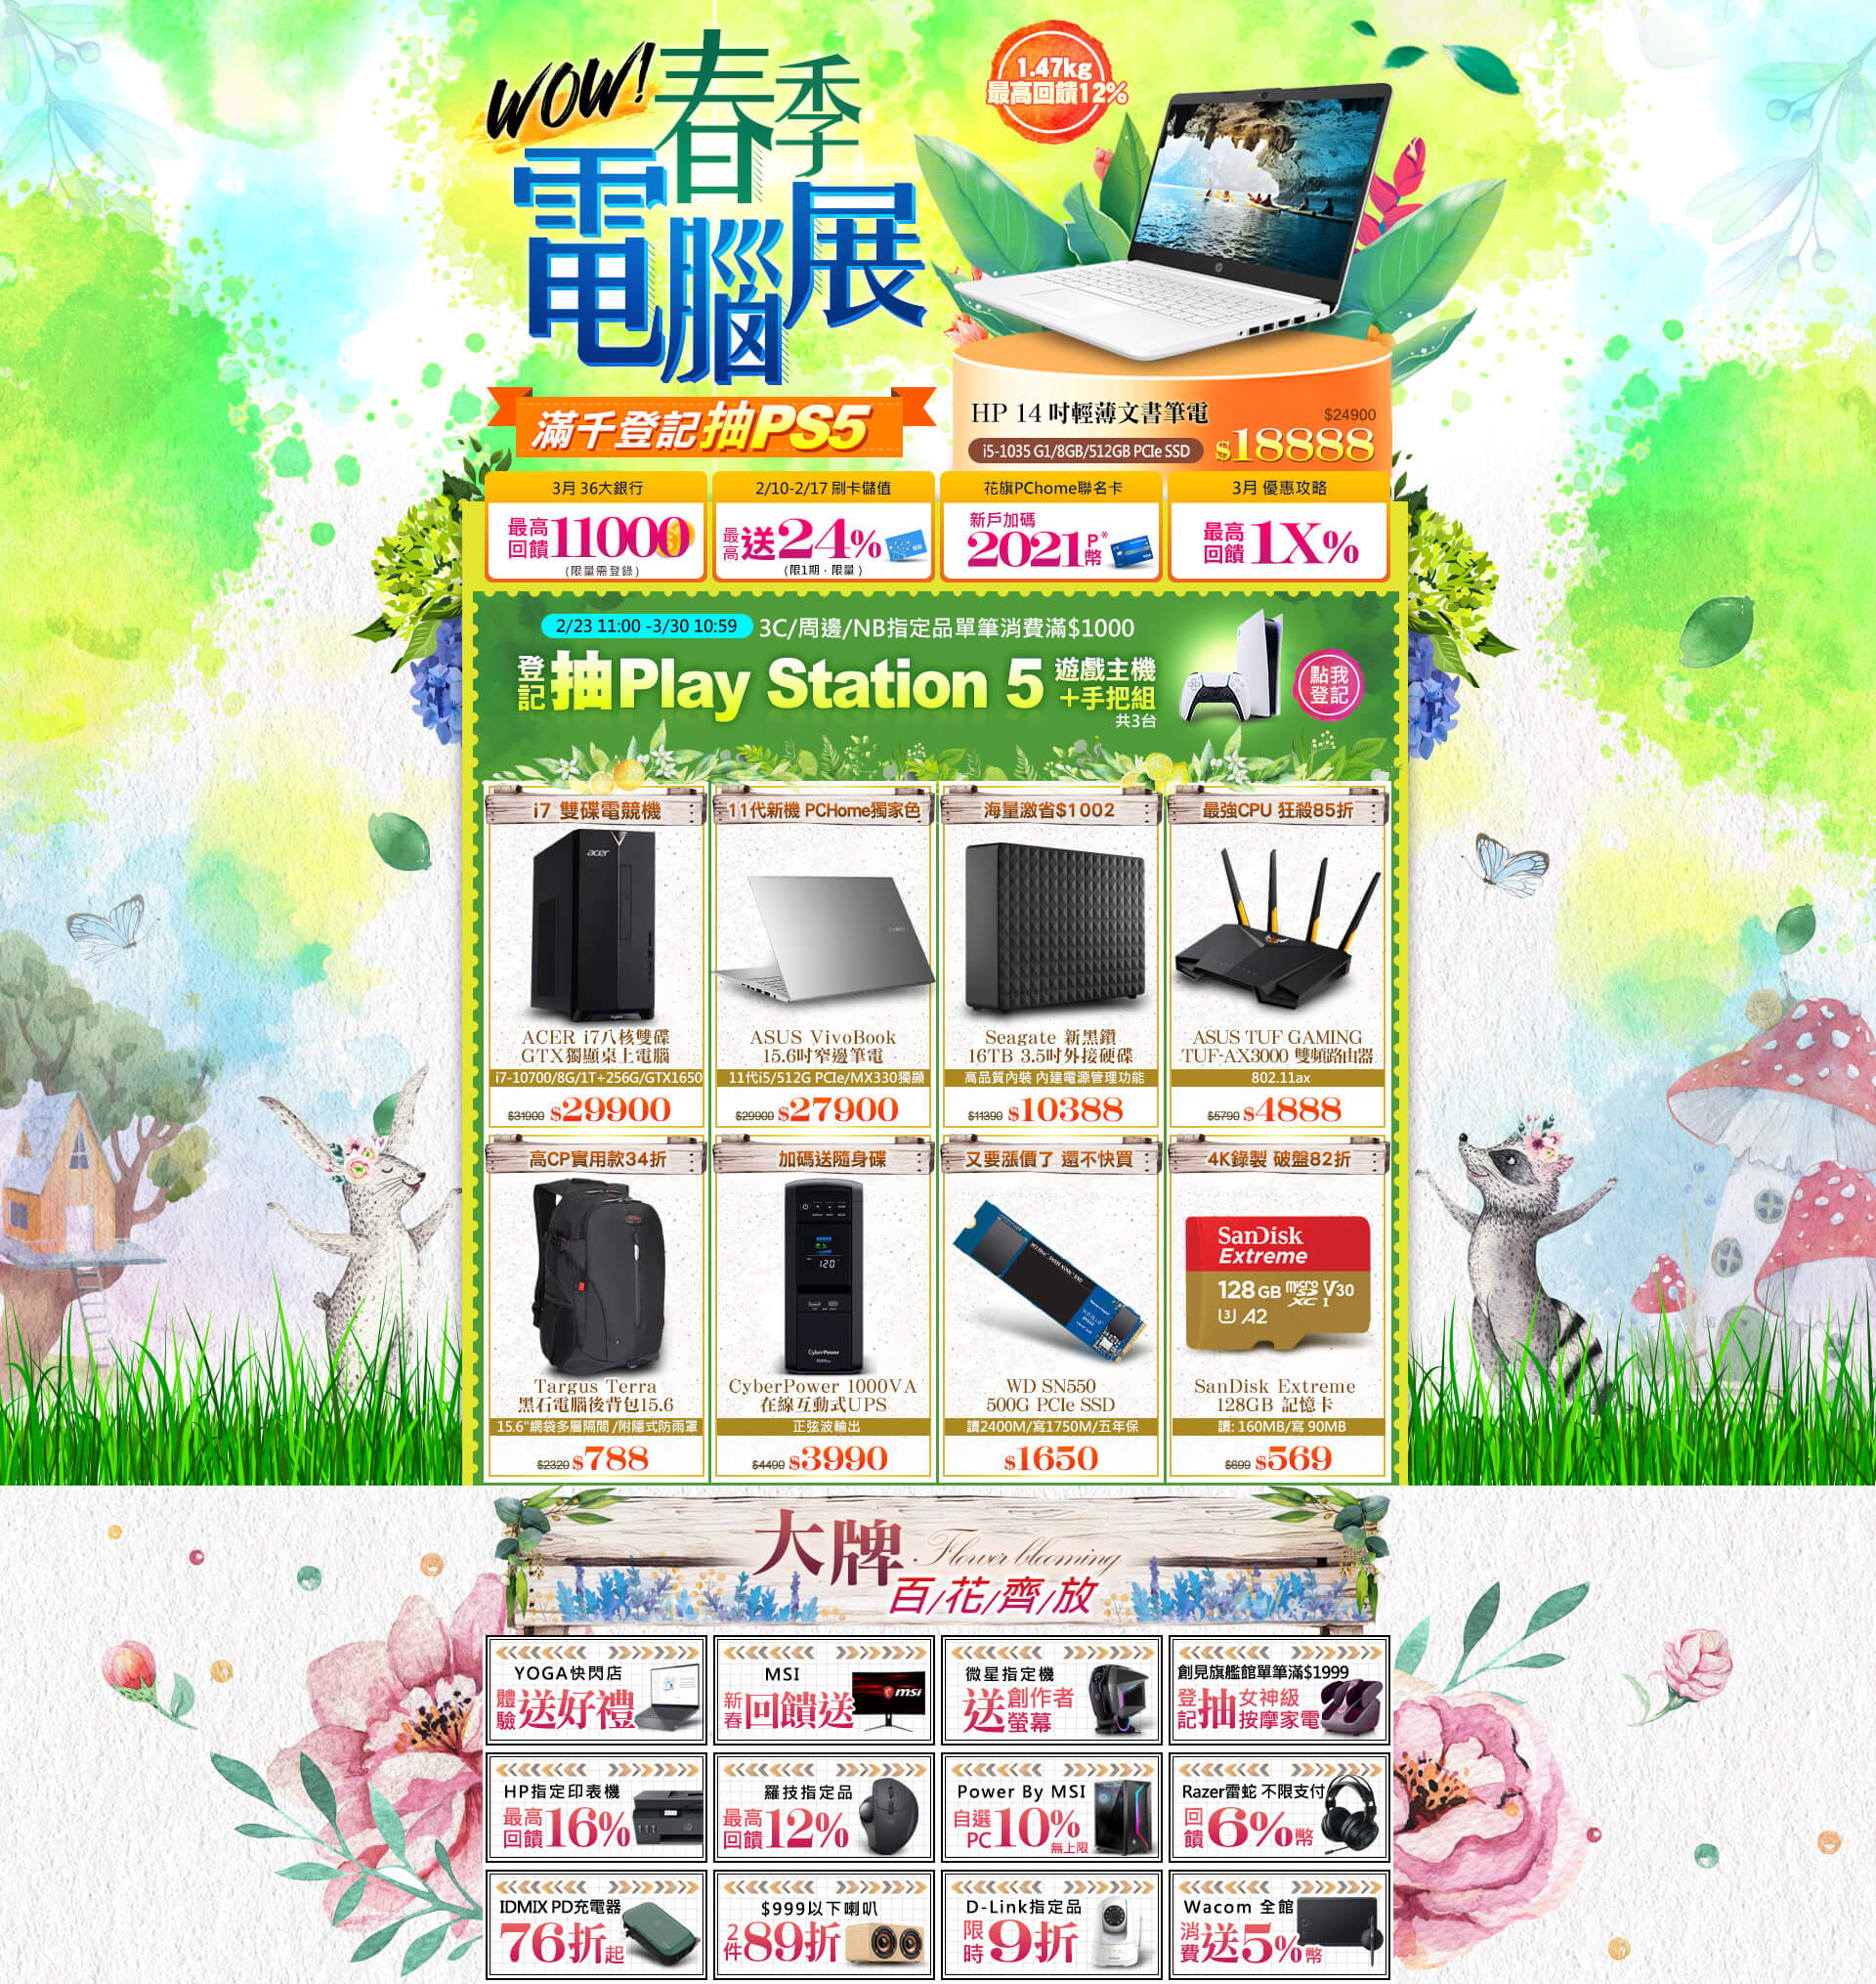 WOW!
春季
電腦展
滿千登記抽PS5
1.47kg
最高回饋12%
HP 14 吋輕薄文書筆電
$24900
i5-1035 G1/8GB/512GB PCIe SSD
$18888
3月 36大銀行
最高回饋11000
(限量需登錄)
2/10-2/17 刷卡儲值
最高送24%
(限1期・限量)
花旗PChome聯名卡
新戶加碼
2021P幣*
3月 優惠攻略
最高回饋1X%
2/23 11:00 -3/30 10:59 3C/周邊/NB指定品單筆消費滿$1000
登記抽Play Station 5 遊戲主機
+手把組
共3台
點我
登記
i7 雙碟電競機
acer
ACER i7八核雙碟
GTX獨顯桌上電腦
i7-10700/8G/1T+256G/GTX1650
$31900 $29900
11代新機 PCHome獨家色
ASUS VivoBook
15.6吋窄邊筆電
11代i5/512G PCIe/MX330獨顯
$29900 $27900
海量激省$1002
Seagate 新黑鑽
16TB 3.5吋外接硬碟
高品質內裝 內建電源管理功能
$11390 $10388
最強CPU 狂殺85折
ASUS TUF GAMING
TUF-AX3000 雙頻路由器
802.11ax
$5790 $4888
高CP實用款34折
Targus Terra
黑石電腦後背包15.6
15.6"網袋多層隔間/附隱式防雨罩
$2320 $788
加碼送隨身碟
120
CyberPower
CyberPower 1000VA
在線互動式UPS
正弦波輸出
$4490 $3990
又要漲價了 還不快買
WD SN550
500G PCIe SSD
讀2400M/寫1750M/五年保
$1650
4K錄製 破盤82折
SanDisk
Extreme
128GB micro SD XC I V30
U3 A2
SanDisk Extreme
128GB 記憶卡
讀: 160MB/寫 90MB
$699 $569
大牌
Flower blooming
百/花/齊/放
YOGA快閃店
體驗送好禮
MSI
新春回饋送
msi
微星指定機
送創作者螢幕
創見旗艦館單筆滿$1999
登記抽女神級按摩家電
HP指定印表機
最高回饋16%
羅技指定品
最高回饋12%
Power By MSI
自選PC10%
無上限
Razer雷蛇 不限支付
回饋6%幣
IDMIX PD充電器
76折起
$999以下喇叭
2件89折
D-Link指定品
限時9折
Wacom 全館
消費送5%幣